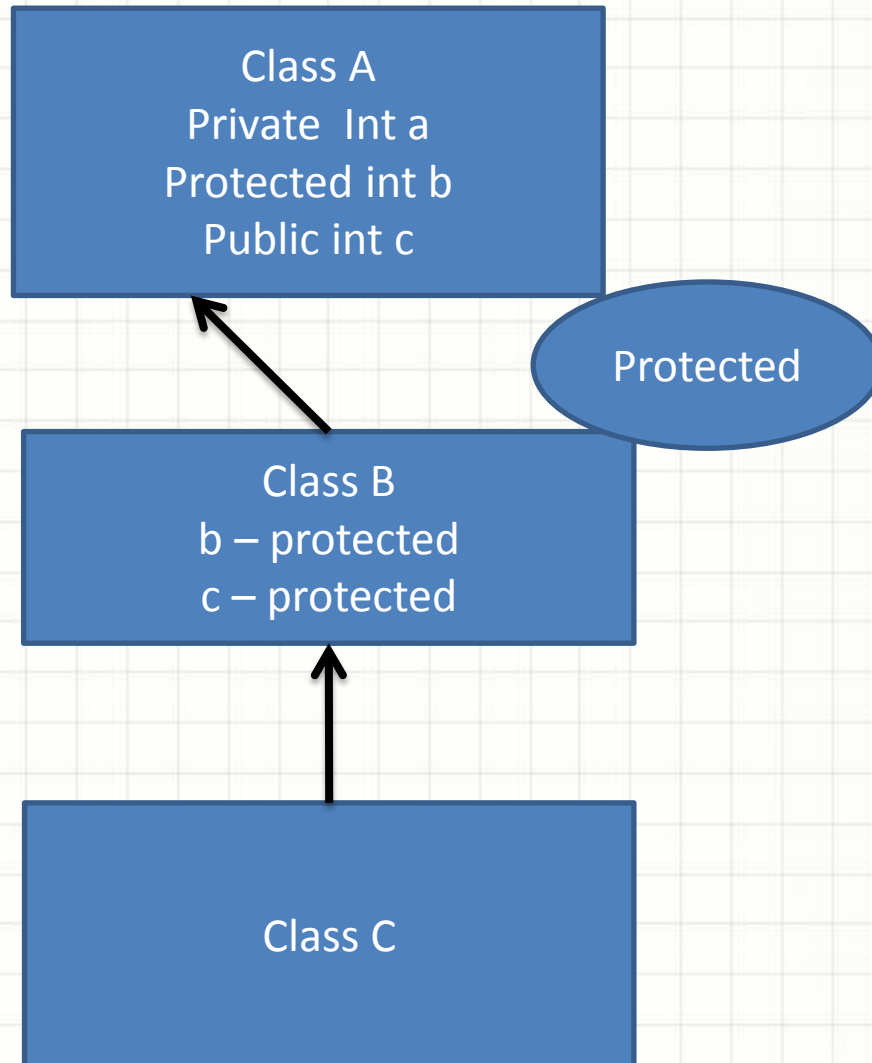 Class A
Private  Int a
Protected int b
Public int c
Protected
Class B
b – protected
c – protected
Class C